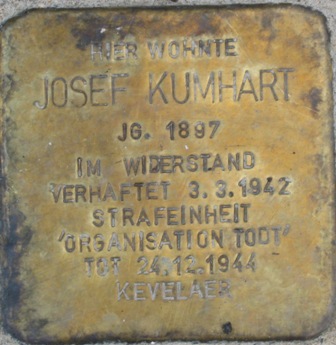 HIER WOHNTE
JOSEF KUMHART
JG. 1897
IM WIDERSTAND
VERHAFTET 3.3.1942
STRAFEINHEIT
'ORGANISATION TODT'
TOT 24.12.1944
KEVELAER